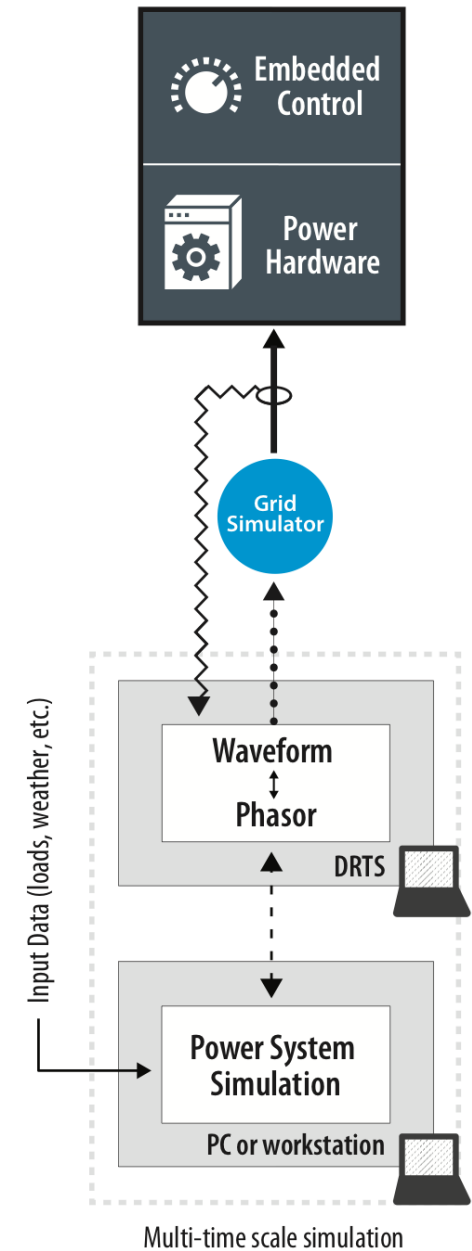 Embedded
Control
Power
Hardware
Grid
Simulator
Waveform
Phasor
DRTS
Input Data (loads, weather, etc.)
Power System
Simulation
PC or workstation
Multi-time scale simulation